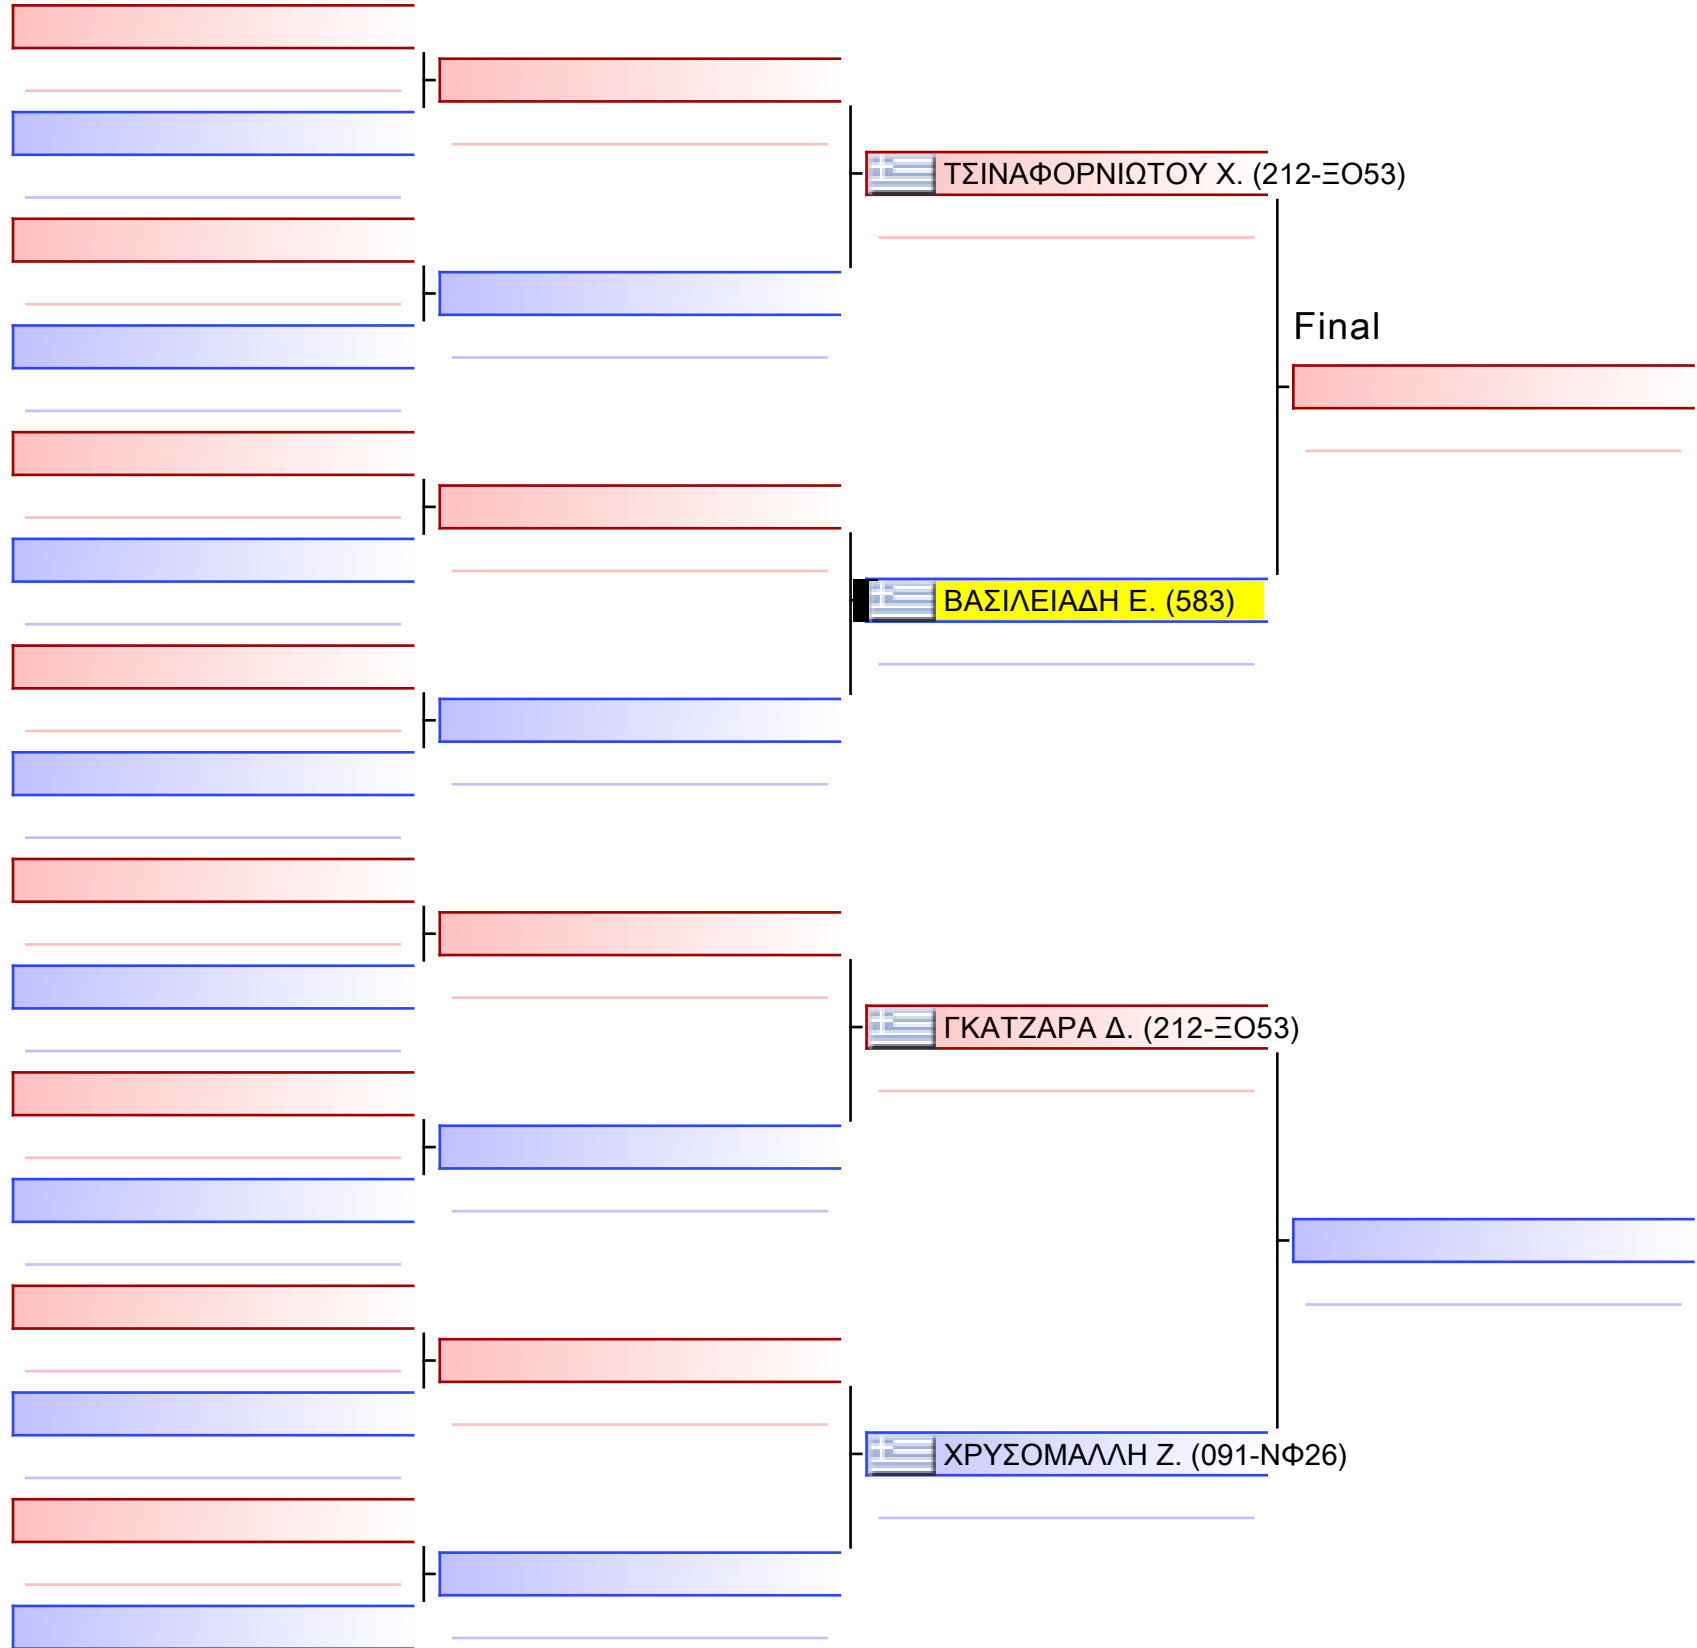 ΤΣΙΝΑΦΟΡΝΙΩΤΟΥ Χ. (212-ΞΟ53)
Final
ΒΑΣΙΛΕΙΑΔΗ Ε. (583)
ΓΚΑΤΖΑΡΑ Δ. (212-ΞΟ53)
ΧΡΥΣΟΜΑΛΛΗ Ζ. (091-ΝΦ26)